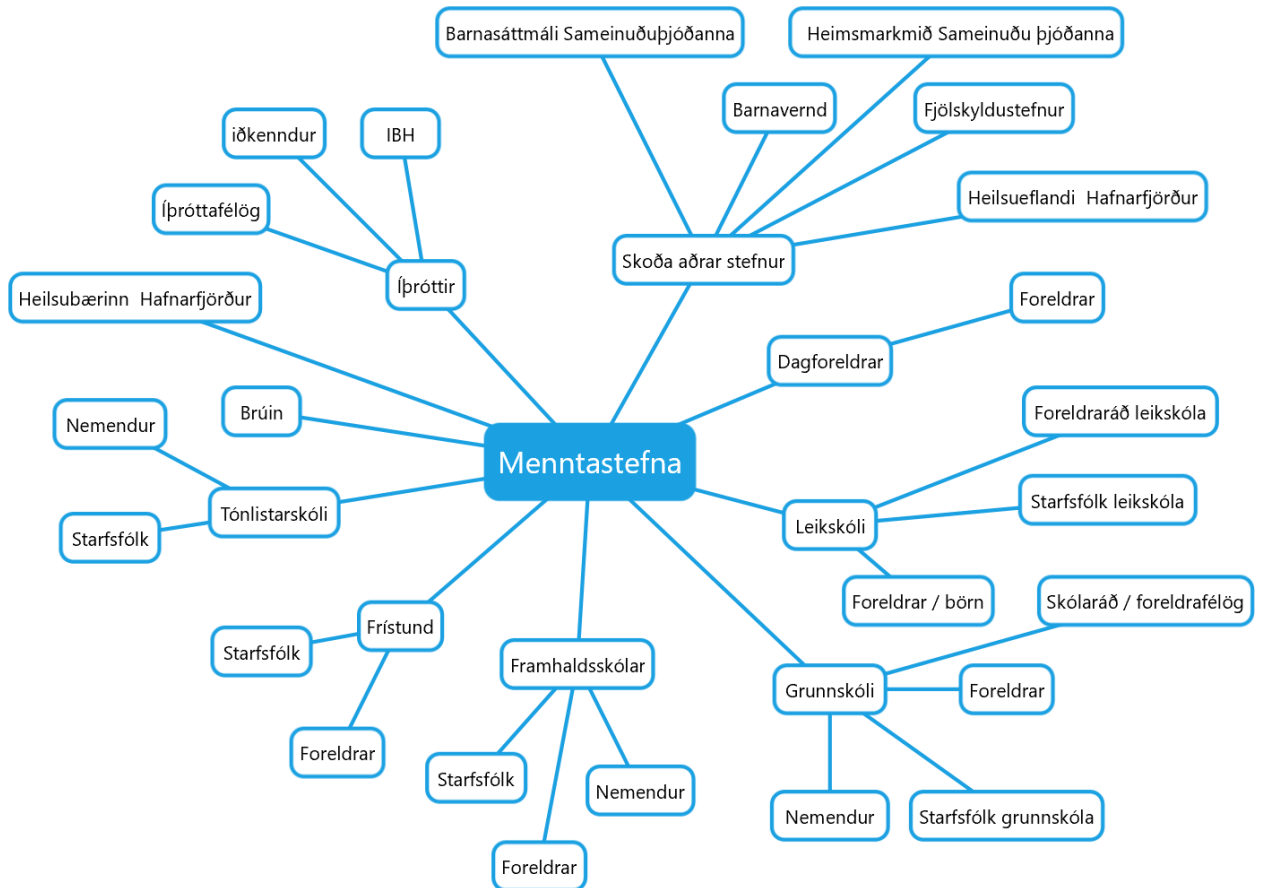 Barnasáttmáli Sameinuðuþjóðanna
Heimsmarkmið Sameinuðu þjóðanna
Barnavernd
Fjölskyldustefnur
iðkenndur
IBH
Íþróttafélög
Heilsueflandi Hafnarfjörður
Skoða aðrar stefnur
Íþróttir
Heilsubærinn Hafnarfjörður
Foreldrar
Dagforeldrar
Brúin
Nemendur
Foreldraráð leikskóla
Menntastefna
Tónlistarskóli
Starfsfólk
Starfsfólk leikskóla
Leikskóli
Foreldrar / börn
Skólaráð / foreldrafélög
Frístund
Starfsfólk
Framhaldsskólar
Grunnskóli
Foreldrar
Foreldrar
Starfsfólk
Nemendur
Nemendur
Starfsfólk grunnskóla
Foreldrar